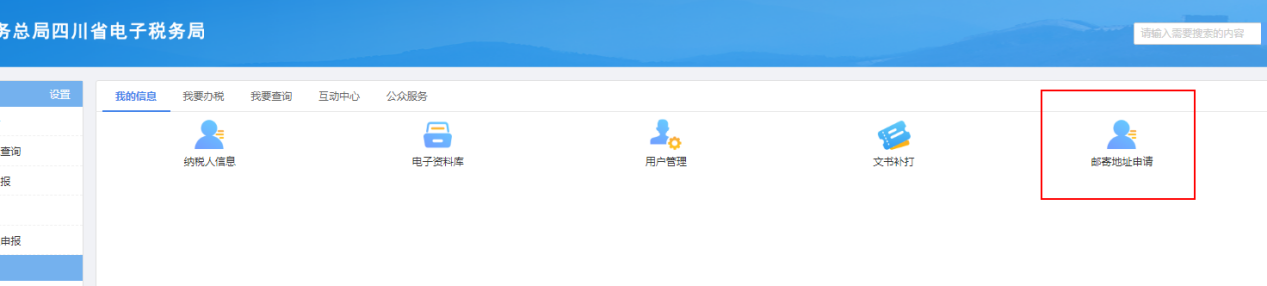 务总局四川省电子税务局
请输入需要搜索的内容
设置
我的信息 我要办税 我要查询 互动中心 公众服务
查询
报
申报
纳税人信息 电子资料库 用户管理 文书补打 邮寄地址申请